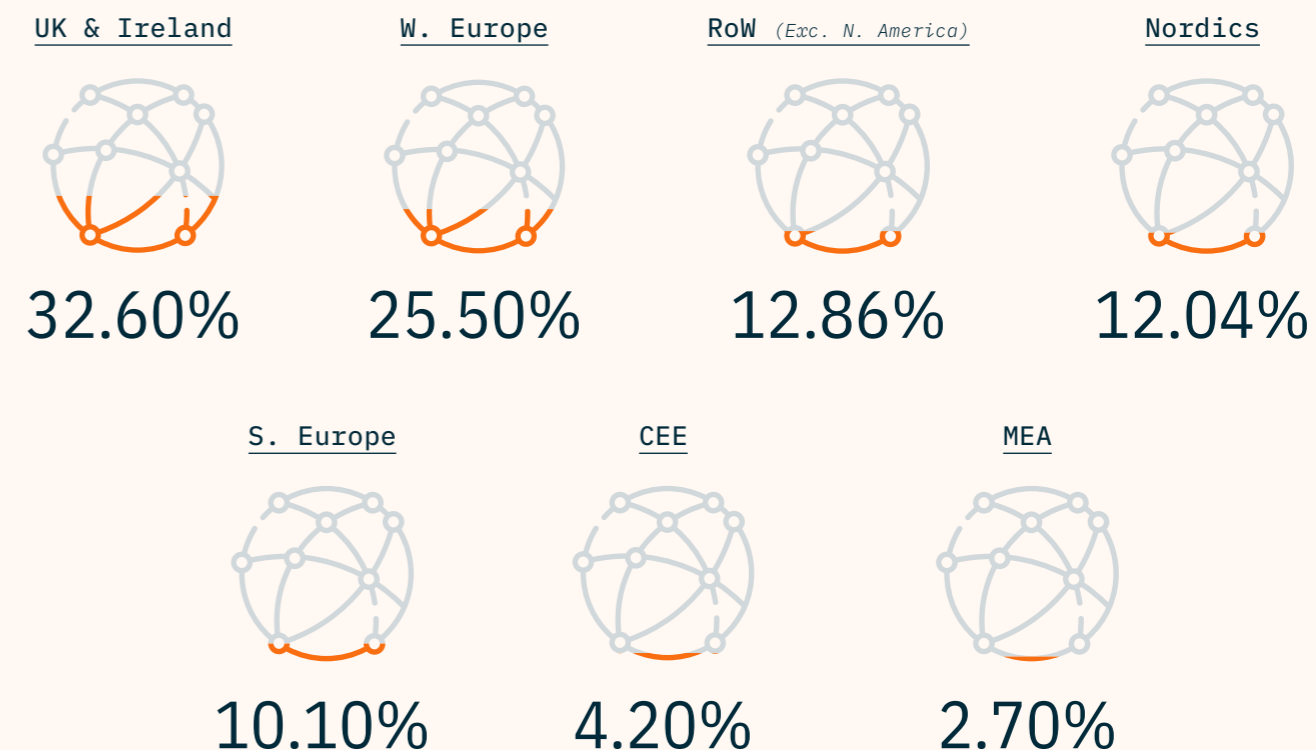 UK & Ireland
W. Europe
RoW (Exc. N. America)
Nordics
32.60%
25.50%
12.86%
12.04%
S. Europe
CEE
MEA
10.10%
4.20%
2.70%